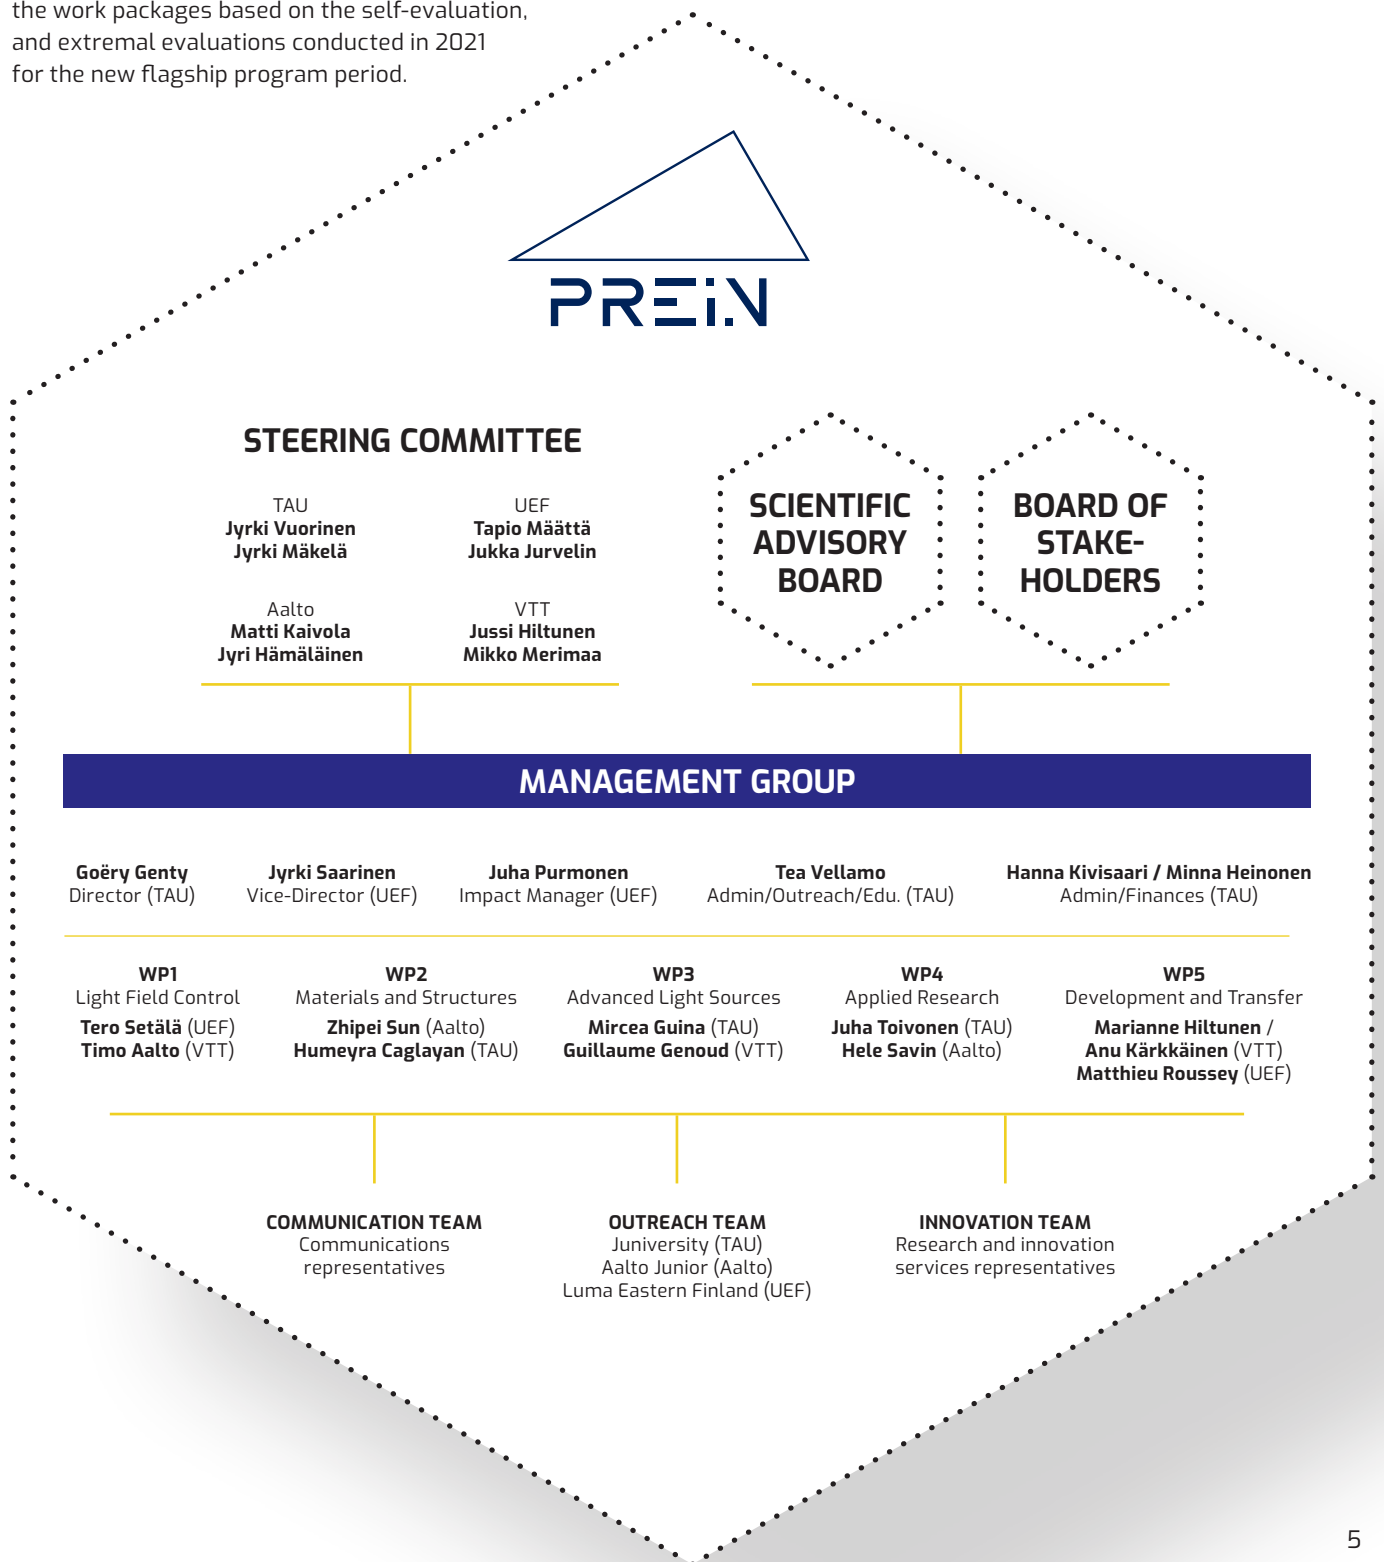 the work packages based on the self-evaluation,
and extremal evaluations conducted in 2021
for the new flagship program period.
PREIN
STEERING COMMITTEE
TAU
Jyrki Vuorinen
Jyrki Mäkelä
UEF
Tapio Määttä
Jukka Jurvelin
Aalto
Matti Kaivola
Jyri Hämäläinen
VTT
Jussi Hiltunen
Mikko Merimaa
SCIENTIFIC
ADVISORY
BOARD
BOARD OF
STAKE-
HOLDERS
MANAGEMENT GROUP
Goëry Genty
Director (TAU)
Jyrki Saarinen
Vice-Director (UEF)
Juha Purmonen
Impact Manager (UEF)
Tea Vellamo
Admin/Outreach/Edu. (TAU)
Hanna Kivisaari / Minna Heinonen
Admin/Finances (TAU)
WP1
Light Field Control
Tero Setälä (UEF)
Timo Aalto (VTT)
WP2
Materials and Structures
Zhipei Sun (Aalto)
Humeyra Caglayan (TAU)
WP3
Advanced Light Sources
Mircea Guina (TAU)
Guillaume Genoud (VTT)
WP4
Applied Research
Juha Toivonen (TAU)
Hele Savin (Aalto)
WP5
Development and Transfer
Marianne Hiltunen /
Anu Kärkkäinen (VTT)
Matthieu Roussey (UEF)
COMMUNICATION TEAM
Communications
representatives
OUTREACH TEAM
Juniversity (TAU)
Aalto Junior (Aalto)
Luma Eastern Finland (UEF)
INNOVATION TEAM
Research and innovation
services representatives
5